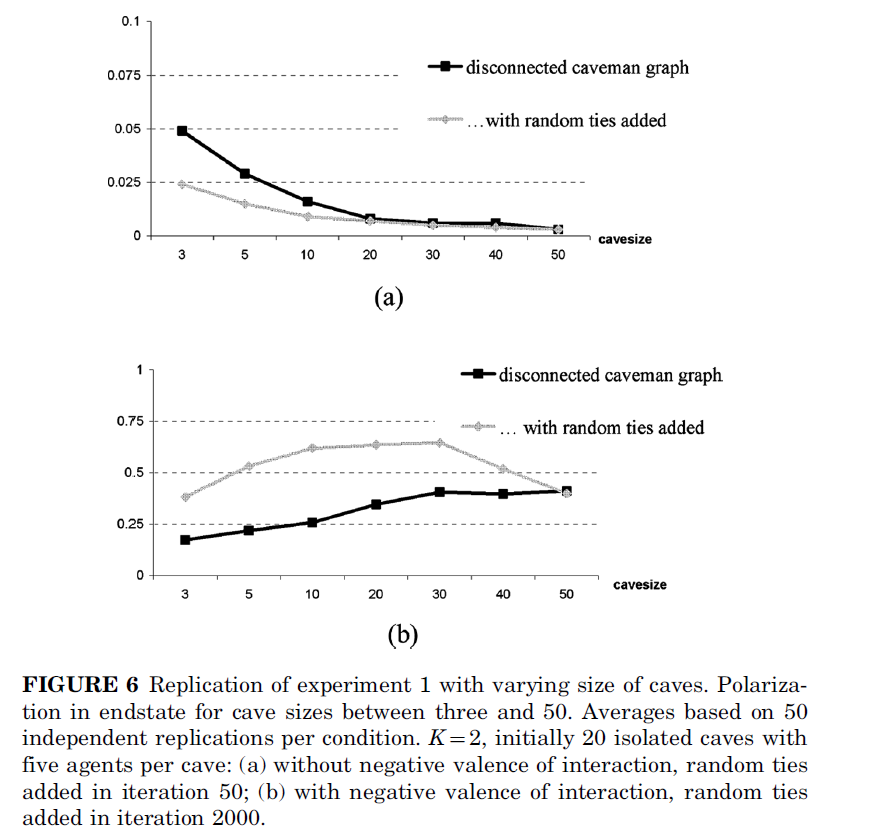 0.1
disconnected caveman graph
0.075
...with random ties added
0.05
0.025
0
cavesize
3 5 10 20 30 40 50
(a)
1
disconnected caveman graph
0.75
... with random ties added
0.5
0.25
0
cavesize
3 5 10 20 30 40 50
(b)
FIGURE 6 Replication of experiment 1 with varying size of caves. Polariza-
tion in endstate for cave sizes between three and 50. Averages based on 50
independent replications per condition. K=2, initially 20 isolated caves with
five agents per cave: (a) without negative valence of interaction, random ties
added in iteration 50; (b) with negative valence of interaction, random ties
added in iteration 2000.